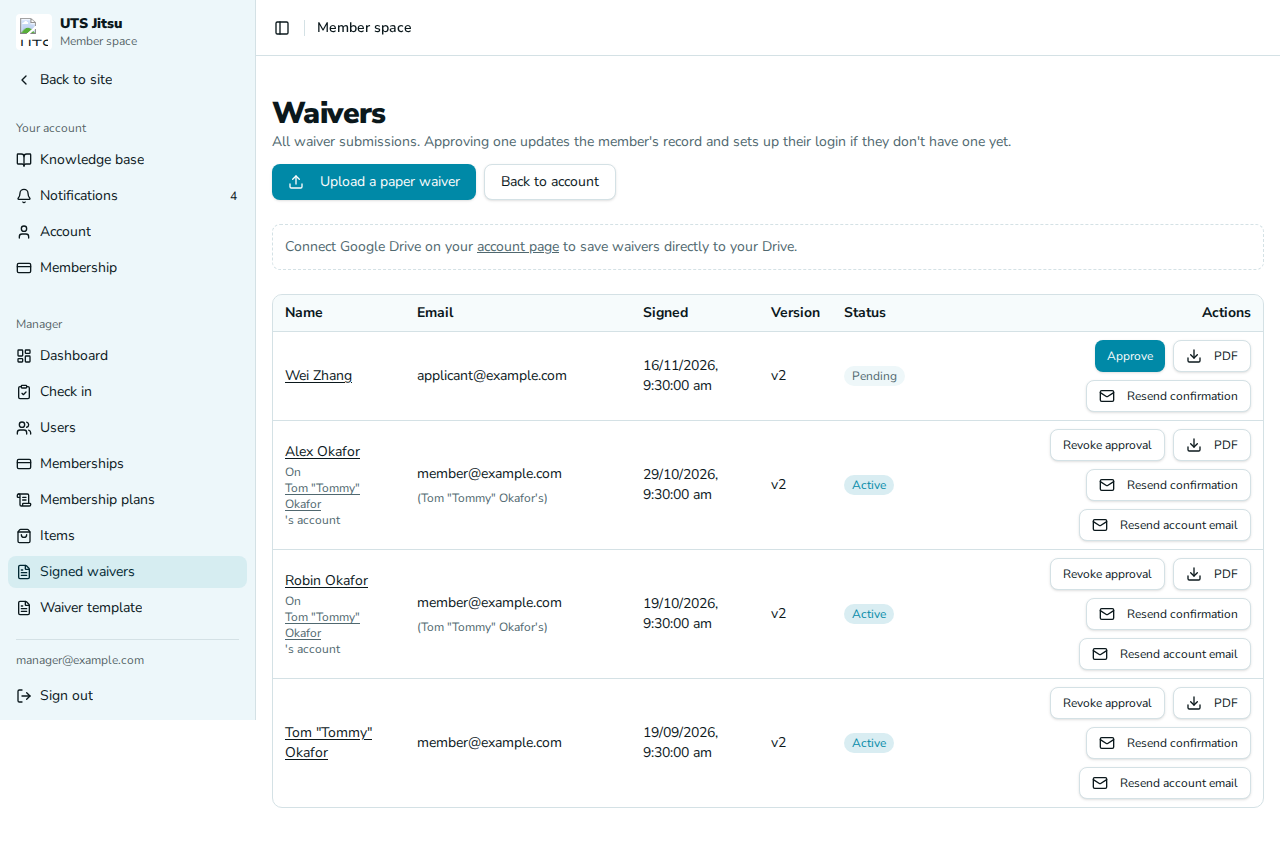 UTS Jitsu
Member space
Back to site
Your account
Knowledge base
Notifications 4
Account
Membership
Manager
Dashboard
Check in
Users
Memberships
Membership plans
Items
Signed waivers
Waiver template
manager@example.com
Sign out
Member space
Waivers
All waiver submissions. Approving one updates the member's record and sets up their login if they don't have one yet.
Upload a paper waiver
Back to account
Connect Google Drive on your account page to save waivers directly to your Drive.
Name Email Signed Version Status Actions
Wei Zhang
applicant@example.com
16/11/2026,
9:30:00 am
v2
Pending
Approve
PDF
Resend confirmation
Alex Okafor
On
Tom "Tommy"
Okafor
's account
member@example.com
(Tom "Tommy" Okafor's)
29/10/2026,
9:30:00 am
v2
Active
Revoke approval
PDF
Resend confirmation
Resend account email
Robin Okafor
On
Tom "Tommy"
Okafor
's account
member@example.com
(Tom "Tommy" Okafor's)
19/10/2026,
9:30:00 am
v2
Active
Revoke approval
PDF
Resend confirmation
Resend account email
Tom "Tommy"
Okafor
member@example.com
19/09/2026,
9:30:00 am
v2
Active
Revoke approval
PDF
Resend confirmation
Resend account email